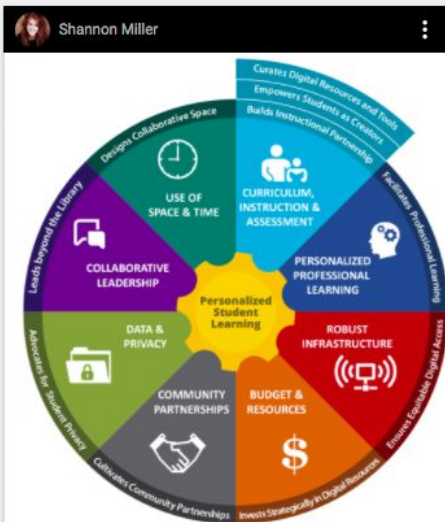 Shannon Miller
Curates Digital Resources and Tools
Empowers Students as Creators
Builds Instructional Partnership
CURRICULUM,
INSTRUCTION &
ASSESSMENT
Facilitates Professional Learning
PERSONALIZED
PROFESSIONAL
LEARNING
Ensures Equitable Digital Access
ROBUST
INFRASTRUCTURE
Invests Strategically in Digital Resources
BUDGET &
RESOURCES
$
Cultivates Community Partnerships
COMMUNITY
PARTNERSHIPS
Advocates for Student Privacy
DATA &
PRIVACY
Leads beyond the Library
COLLABORATIVE
LEADERSHIP
Designs Collaborative Space
USE OF
SPACE & TIME
Personalized
Student
Learning